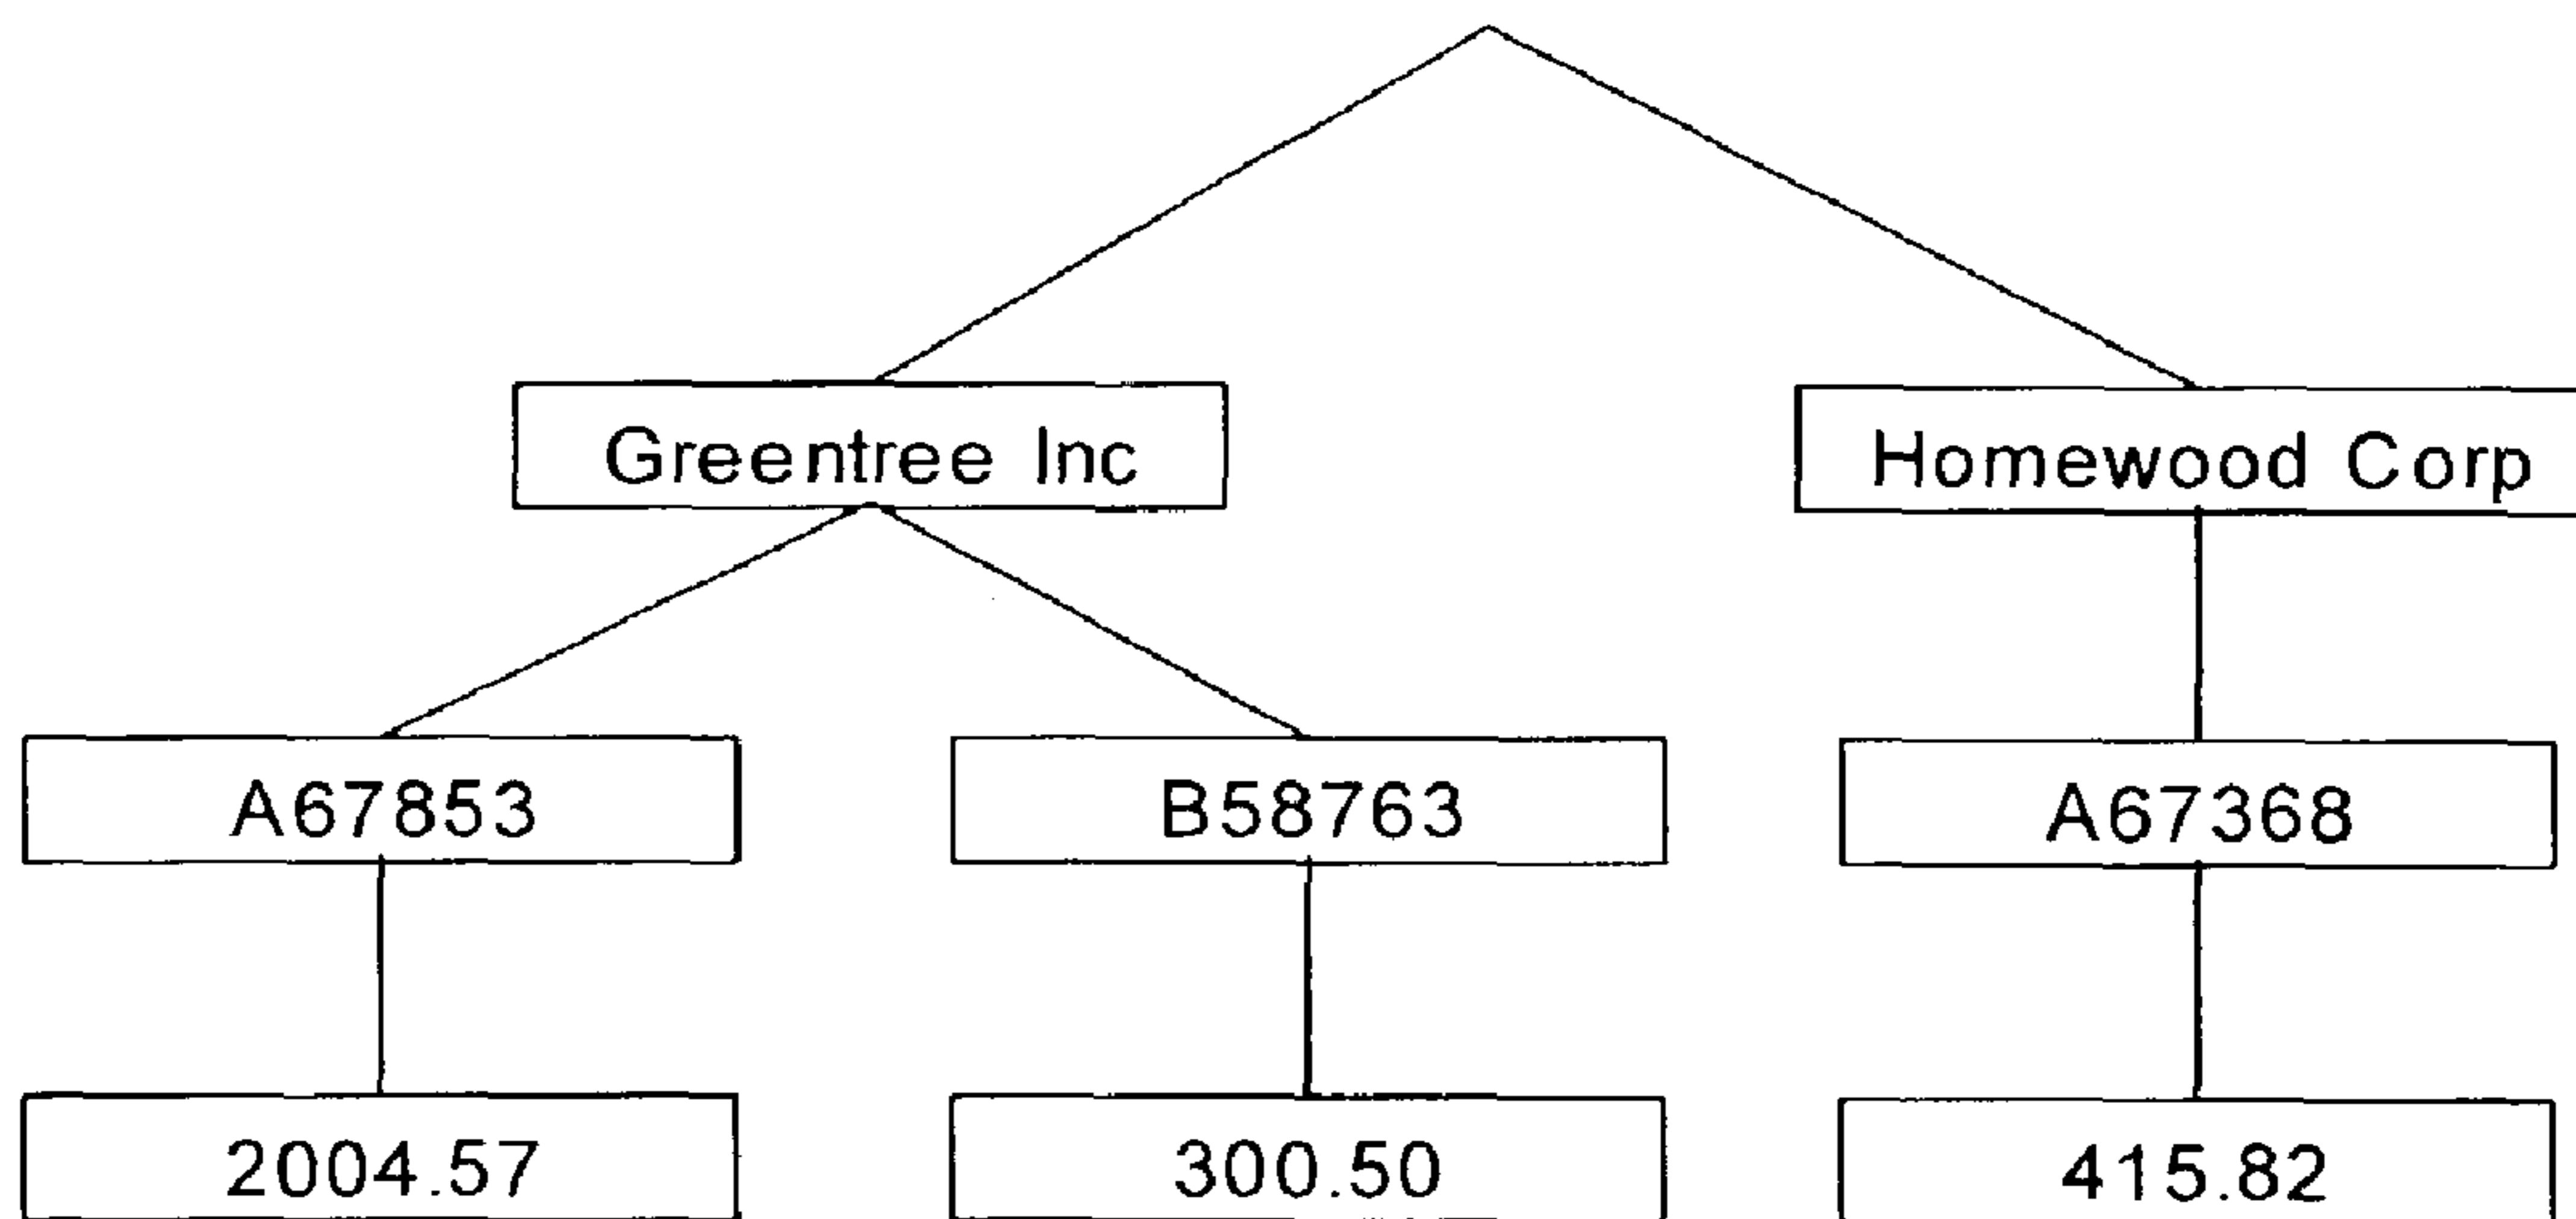 Greentree Inc
Homewood Corp
A67853
B58763
A67368
2004.57
300.50
415.82